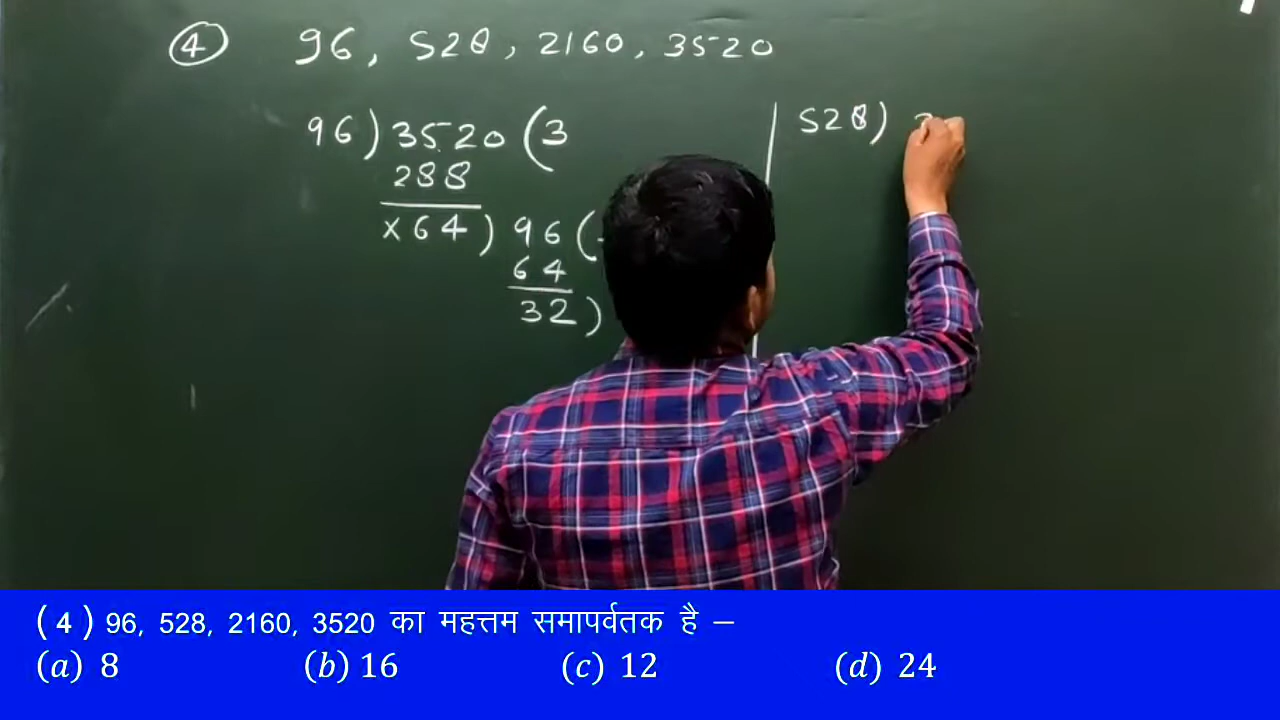 (4) 96, 528, 2160, 3520
96) 3520 (3
288
×64) 96 (
64
32)
528)
(4) 96, 528, 2160, 3520 का महत्तम समापर्वतक है –
(a) 8 (b) 16 (c) 12 (d) 24